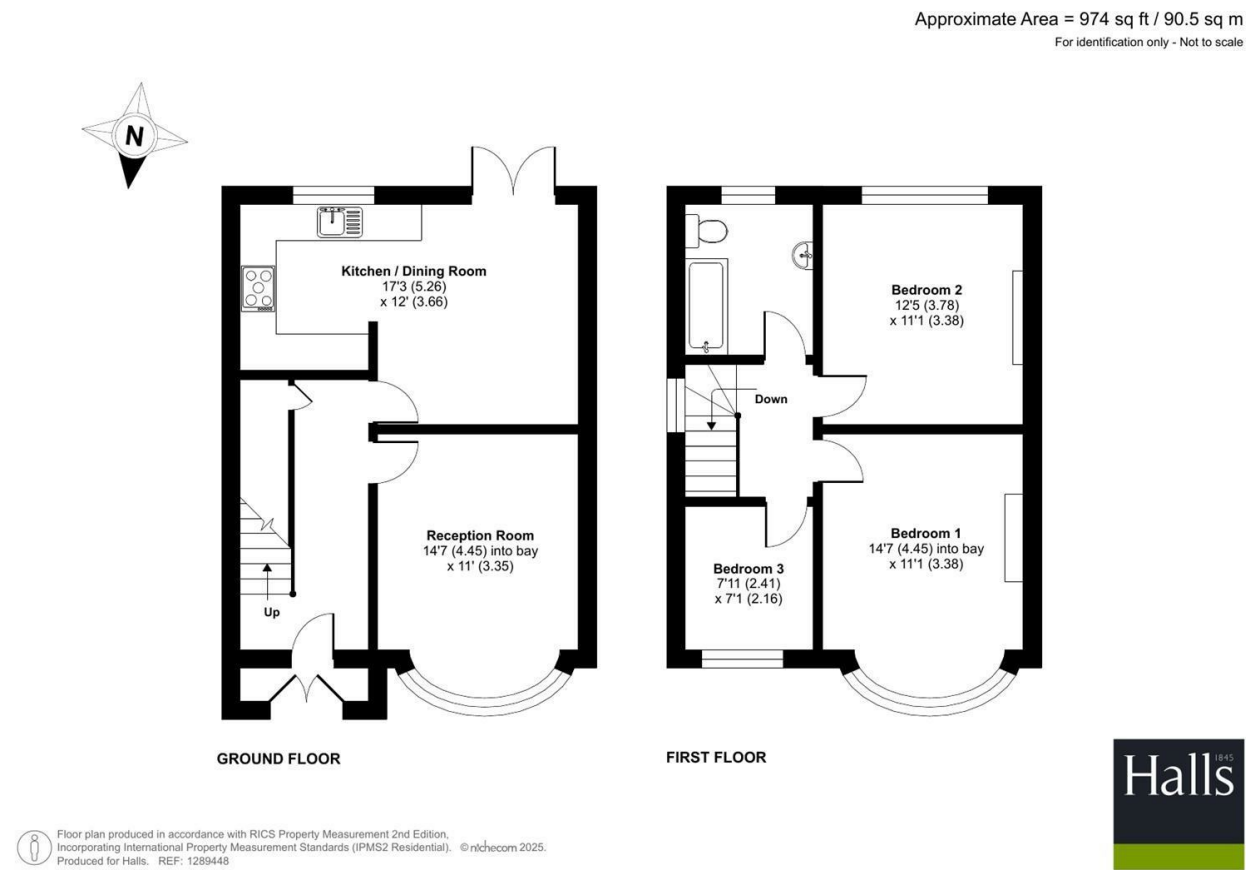 Approximate Area = 974 sq ft / 90.5 sq m
For identification only - Not to scale
N
Kitchen / Dining Room
17'3 (5.26)
x 12' (3.66)
Reception Room
14'7 (4.45) into bay
x 11' (3.35)
Up
GROUND FLOOR
Bedroom 2
12'5 (3.78)
x 11'1 (3.38)
Down
Bedroom 1
14'7 (4.45) into bay
x 11'1 (3.38)
Bedroom 3
7'11 (2.41)
x 7'1 (2.16)
FIRST FLOOR
Halls 1845
Floor plan produced in accordance with RICS Property Measurement 2nd Edition,
Incorporating International Property Measurement Standards (IPMS2 Residential). © nichecom 2025.
Produced for Halls. REF: 1289448